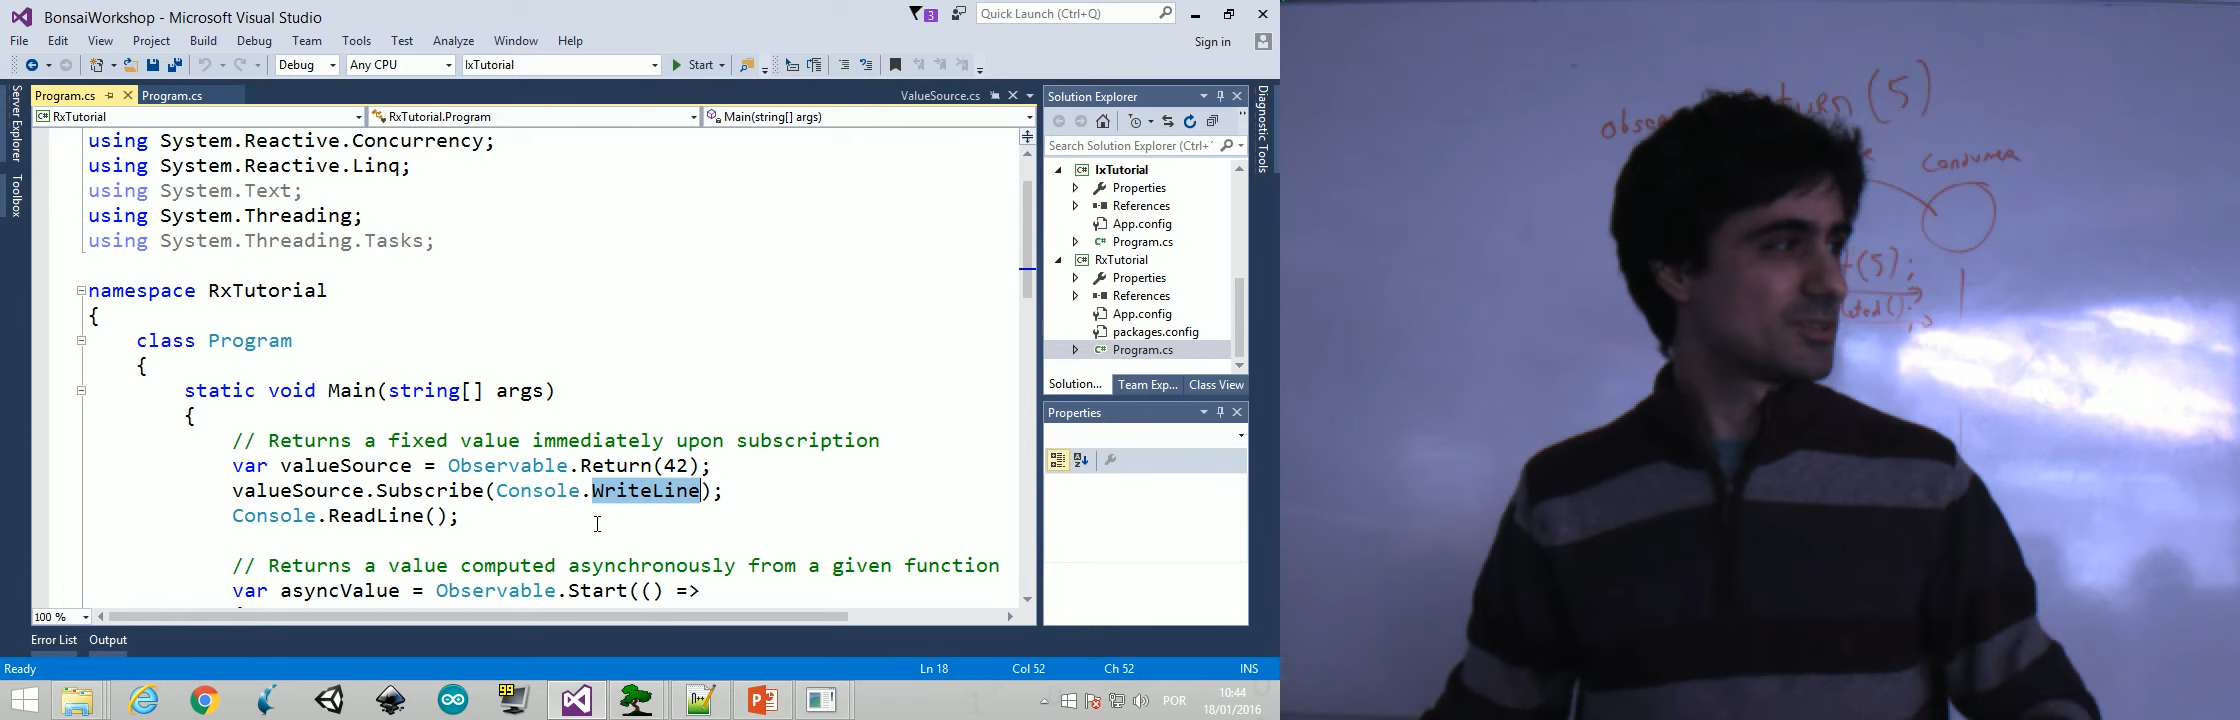 BonsaiWorkshop - Microsoft Visual Studio
3
Quick Launch (Ctrl+Q)
File Edit View Project Build Debug Team Tools Test Analyze Window Help
Sign in
Debug Any CPU IxTutorial Start
Server Explorer
Toolbox
Program.cs Program.cs ValueSource.cs
RxTutorial RxTutorial.Program Main(string[] args)
using System.Reactive.Concurrency;
using System.Reactive.Linq;
using System.Text;
using System.Threading;
using System.Threading.Tasks;
namespace RxTutorial
{
class Program
{
static void Main(string[] args)
{
// Returns a fixed value immediately upon subscription
var valueSource = Observable.Return(42);
valueSource.Subscribe(Console.WriteLine);
Console.ReadLine();
// Returns a value computed asynchronously from a given function
var asyncValue = Observable.Start(() =>
100 %
Error List Output
Solution Explorer
Search Solution Explorer (Ctrl+
IxTutorial
Properties
References
App.config
Program.cs
RxTutorial
Properties
References
App.config
packages.config
Program.cs
Solution... Team Exp... Class View
Properties
Diagnostic Tools
Ready Ln 18 Col 52 Ch 52 INS
99
POR
10:44
18/01/2016
(5)
Consumer
(5);